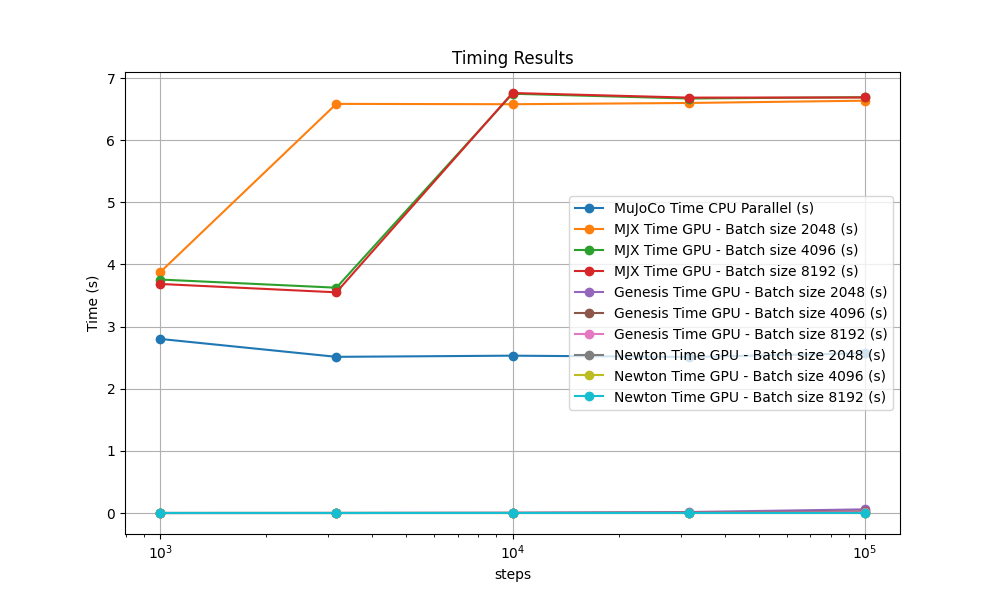 Timing Results
7
6
5
4
3
2
1
0
Time (s)
MuJoCo Time CPU Parallel (s)
MJX Time GPU - Batch size 2048 (s)
MJX Time GPU - Batch size 4096 (s)
MJX Time GPU - Batch size 8192 (s)
Genesis Time GPU - Batch size 2048 (s)
Genesis Time GPU - Batch size 4096 (s)
Genesis Time GPU - Batch size 8192 (s)
Newton Time GPU - Batch size 2048 (s)
Newton Time GPU - Batch size 4096 (s)
Newton Time GPU - Batch size 8192 (s)
10³ 10⁴ 10⁵
steps